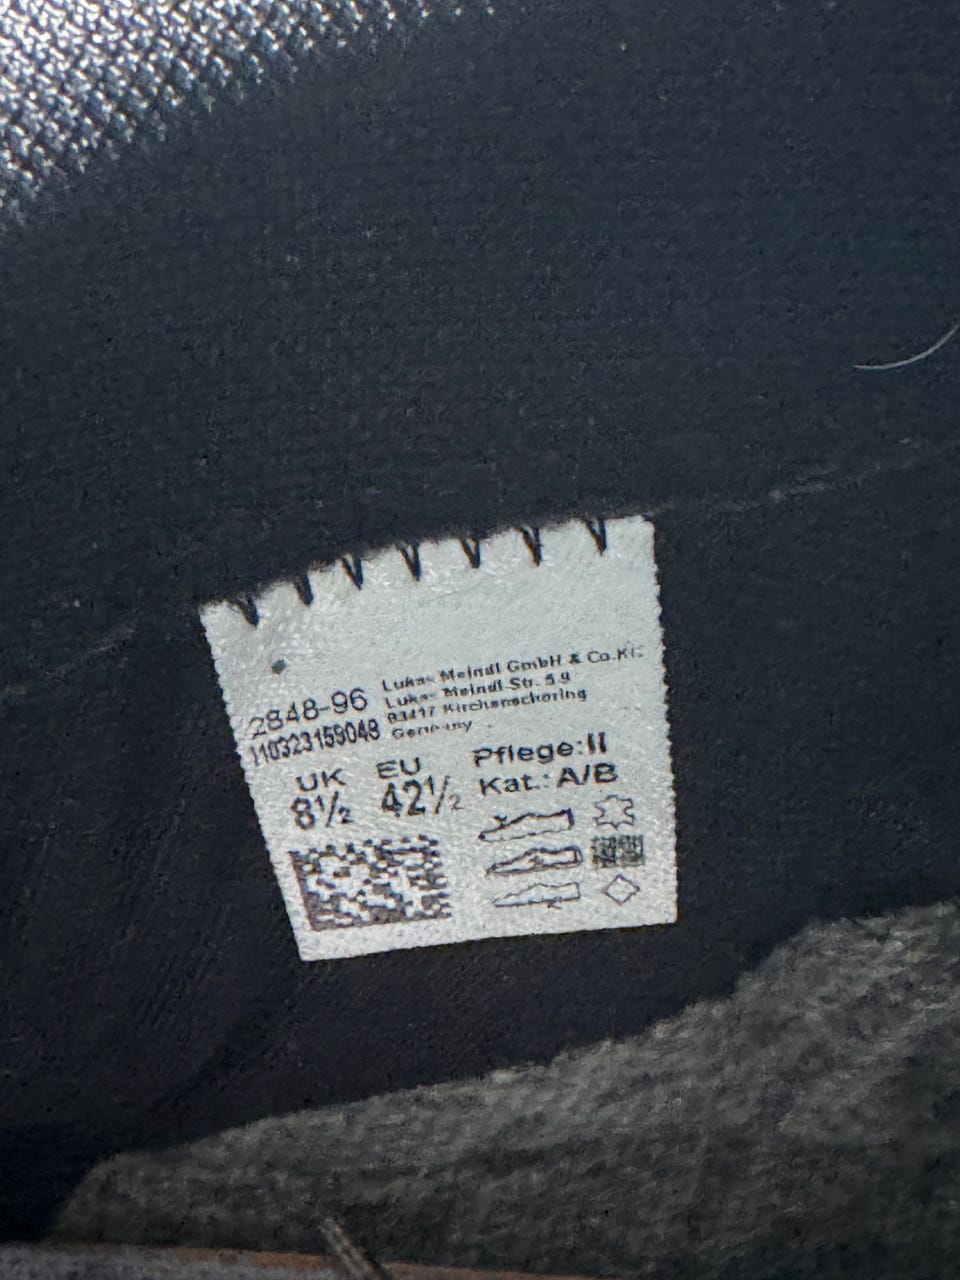 Lukas Meindl GmbH & Co.KG
Lukas Meindl-Str. 5-9
83417 Kirchanschöring
Germany
2848-96
110323159048
UK EU
8½ 42½
Pflege:II
Kat.: A/B